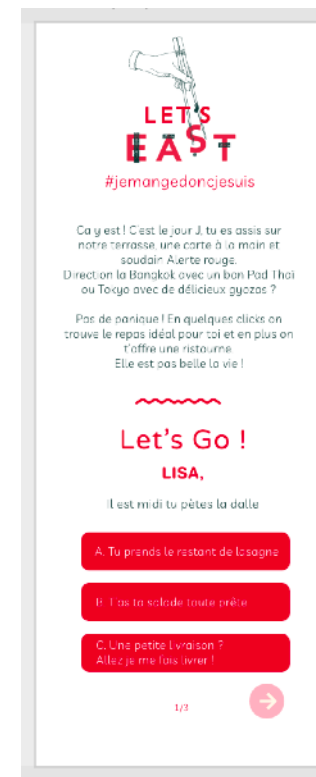 LET'S
EAST
#jemangedoncjesuis
Ca y est ! C'est le jour J, tu es assis sur
notre terrasse, une carte à la main et
soudain Alerte rouge.
Direction la Bangkok avec un bon Pad Thai
ou Tokyo avec de délicieux gyozas ?
Pas de panique ! En quelques clicks on
trouve le repas idéal pour toi et en plus on
t'offre une ristourne.
Elle est pas belle la vie !
Let's Go !
LISA,
Il est midi tu pètes la dalle
A. Tu prends le restant de lasagne
B. T'as ta salade toute prête
C. Une petite livraison ?
Allez je me fais livrer !
1/3